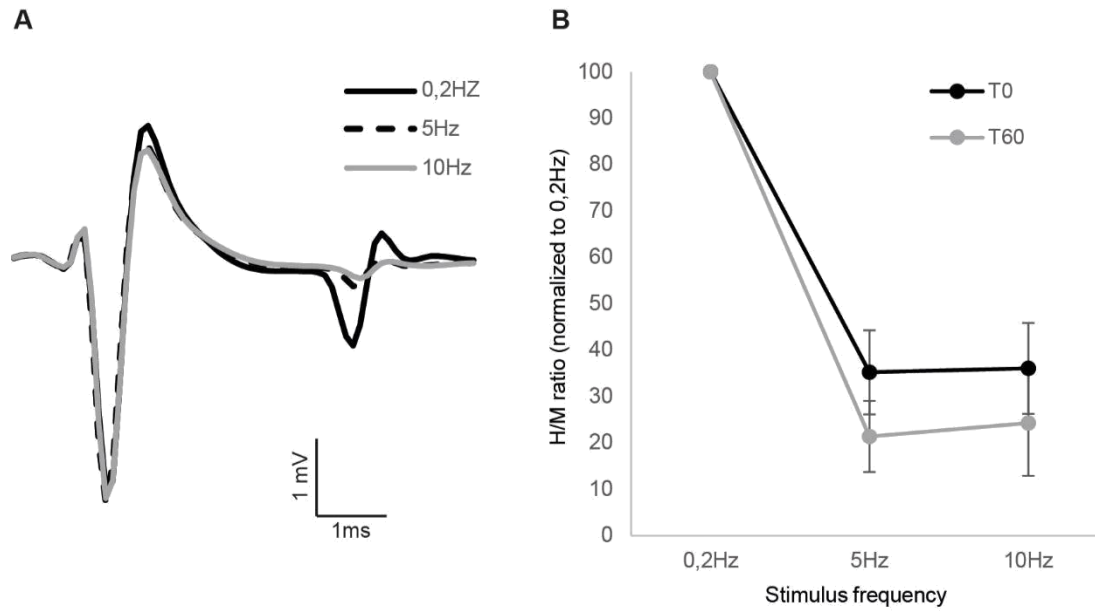 A
0,2HZ
5Hz
10Hz
1 mV
1ms
B
T0
T60
H/M ratio (normalized to 0,2Hz)
100
90
80
70
60
50
40
30
20
10
0
0,2Hz
5Hz
10Hz
Stimulus frequency